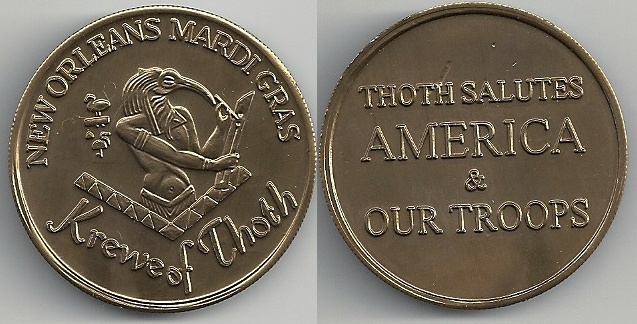 NEW ORLEANS MARDI GRAS
Krewe of Thoth
THOTH SALUTES
AMERICA
&
OUR TROOPS